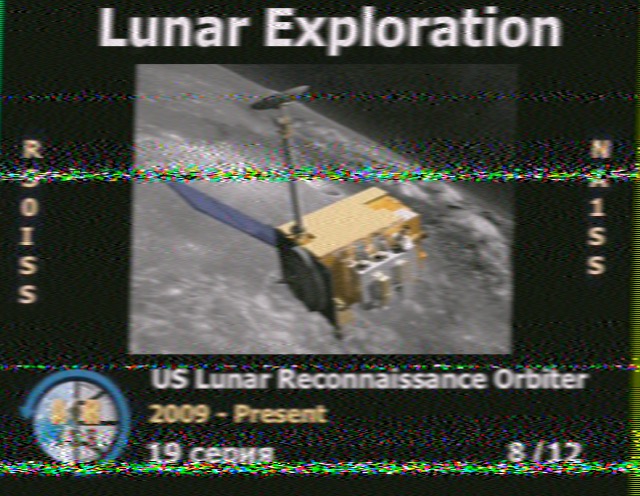 Lunar Exploration
RS0ISS
NA1SS
US Lunar Reconnaissance Orbiter
2009 - Present
19 серия
8 / 12